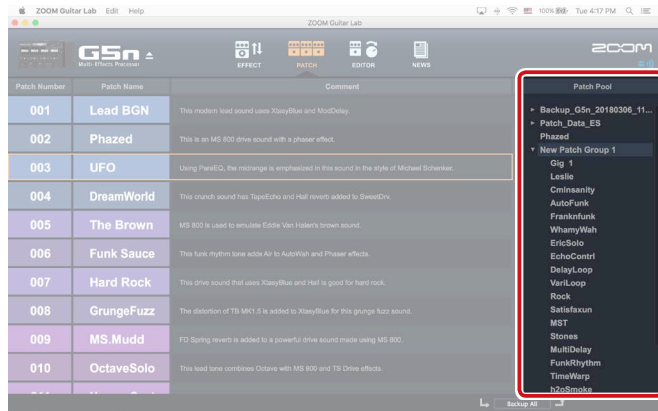 ZOOM Guitar Lab Edit Help
100% Tue 4:17 PM
ZOOM Guitar Lab
G5n
Multi-Effects Processor
EFFECT PATCH EDITOR NEWS
ZOOM
Patch Number Patch Name Comment
001 Lead BGN This modern lead sound uses XtasyBlue and ModDelay.
002 Phazed This is an MS 800 drive sound with a phaser effect.
003 UFO Using ParaEQ, the midrange is emphasized in this sound in the style of Michael Schenker.
004 DreamWorld This crunch sound has TapeEcho and Hall reverb added to SweetDrv.
005 The Brown MS 800 is used to emulate Eddie Van Halen's brown sound.
006 Funk Sauce This funk rhythm tone adds Air to AutoWah and Phaser effects.
007 Hard Rock This drive sound that uses XtasyBlue and Hall is good for hard rock.
008 GrungeFuzz The distortion of TS MK1.5 is added to XtasyBlue for this grunge fuzz sound.
009 MS.Mudd FD Spring reverb is added to a powerful drive sound made using MS 800.
010 OctaveSolo This lead tone combines Octave with MS 800 and TS Drive effects.
Patch Pool
Backup_G5n_20180306_11...
Patch_Data_ES
Phazed
New Patch Group 1
Gig 1
Leslie
CmInsanity
AutoFunk
Franknfunk
WhamyWah
EricSolo
EchoContrl
DelayLoop
VariLoop
Rock
Satisfaxun
MST
Stones
MultiDelay
FunkRhythm
TimeWarp
h2oSmoke
Backup All